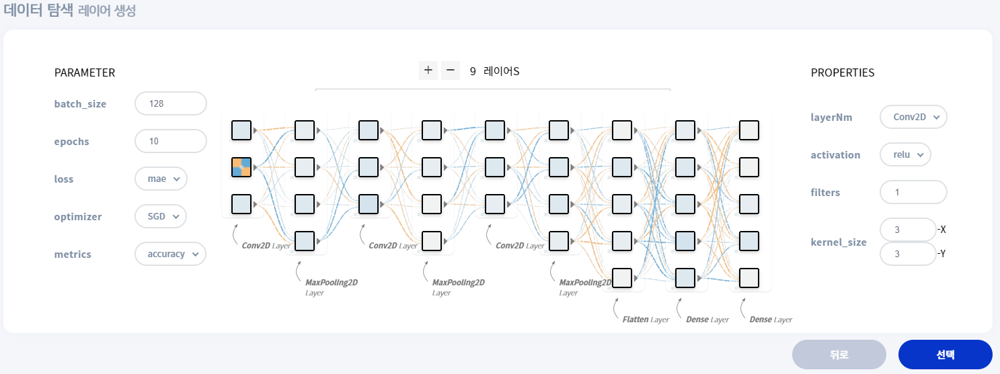 데이터 탐색 레이어 생성
PARAMETER
batch_size 128
epochs 10
loss mae
optimizer SGD
metrics accuracy
+ − 9 레이어S
Conv2D Layer
MaxPooling2D
Layer
Conv2D Layer
MaxPooling2D
Layer
Conv2D Layer
MaxPooling2D
Layer
Flatten Layer
Dense Layer
Dense Layer
PROPERTIES
layerNm Conv2D
activation relu
filters 1
kernel_size
3 -X
3 -Y
뒤로
선택